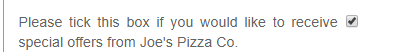 Please tick this box if you would like to receive
special offers from Joe's Pizza Co.